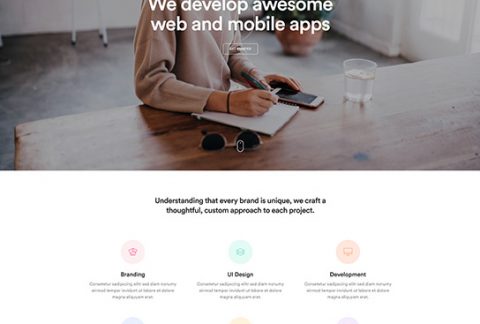 We develop awesome
web and mobile apps
Understanding that every brand is unique, we craft a
thoughtful, custom approach to each project.
Branding
UI Design
Development
Consetetur sadipscing elitr sed diam nonumy
eirmod tempor invidunt ut labore et dolore
magna aliquyam erat.
Consetetur sadipscing elitr sed diam nonumy
eirmod tempor invidunt ut labore et dolore
magna aliquyam erat.
Consetetur sadipscing elitr sed diam nonumy
eirmod tempor invidunt ut labore et dolore
magna aliquyam erat.